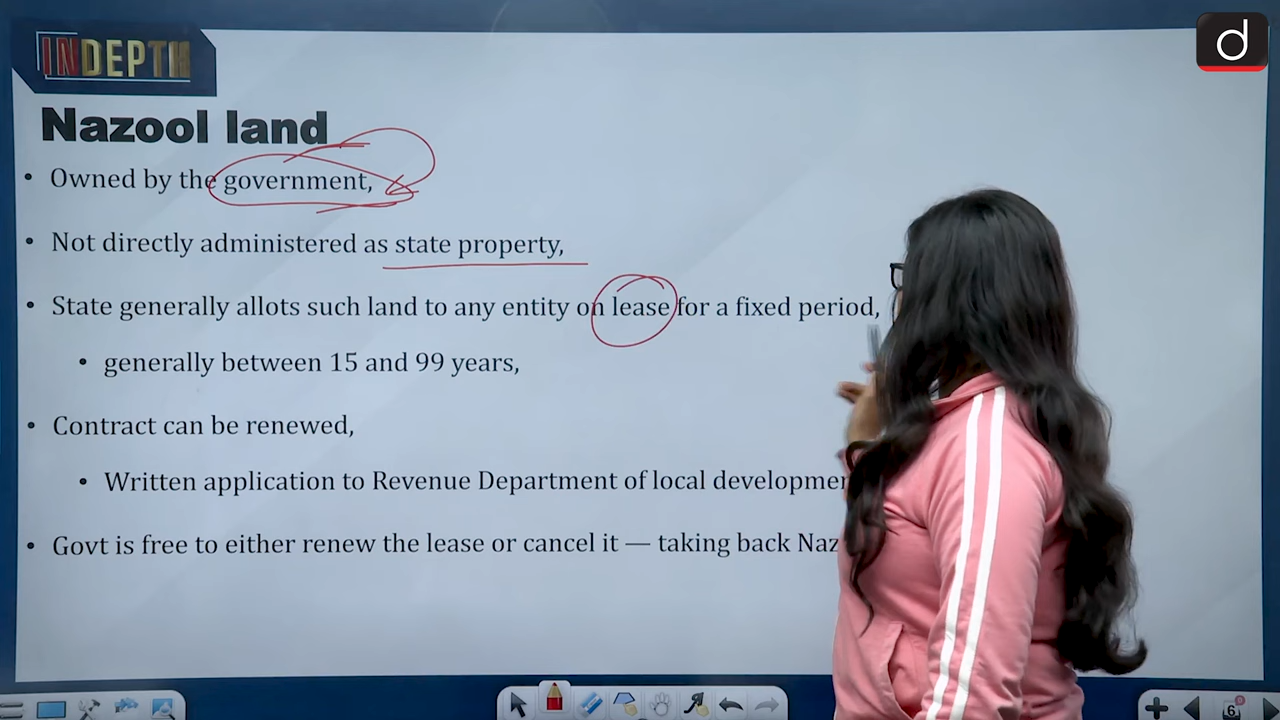 INDEPTH
d
Nazool land
• Owned by the government,
• Not directly administered as state property,
• State generally allots such land to any entity on lease for a fixed period,
• generally between 15 and 99 years,
• Contract can be renewed,
• Written application to Revenue Department of local
• Govt is free to either renew the lease or cancel it — taking back
6